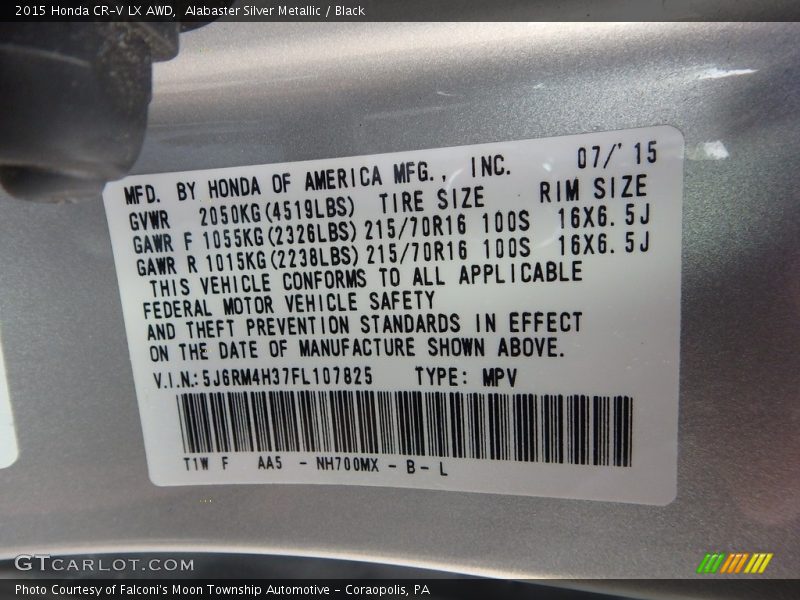 2015 Honda CR-V LX AWD, Alabaster Silver Metallic / Black
MFD. BY HONDA OF AMERICA MFG., INC. 07/'15
GVWR 2050KG(4519LBS) TIRE SIZE RIM SIZE
GAWR F 1055KG(2326LBS) 215/70R16 100S 16X6.5J
GAWR R 1015KG(2238LBS) 215/70R16 100S 16X6.5J
THIS VEHICLE CONFORMS TO ALL APPLICABLE
FEDERAL MOTOR VEHICLE SAFETY
AND THEFT PREVENTION STANDARDS IN EFFECT
ON THE DATE OF MANUFACTURE SHOWN ABOVE.
V.I.N.: 5J6RM4H37FL107825 TYPE: MPV
T1W F AA5 - NH700MX - B - L
GTCARLOT.COM
Photo Courtesy of Falconi's Moon Township Automotive - Coraopolis, PA